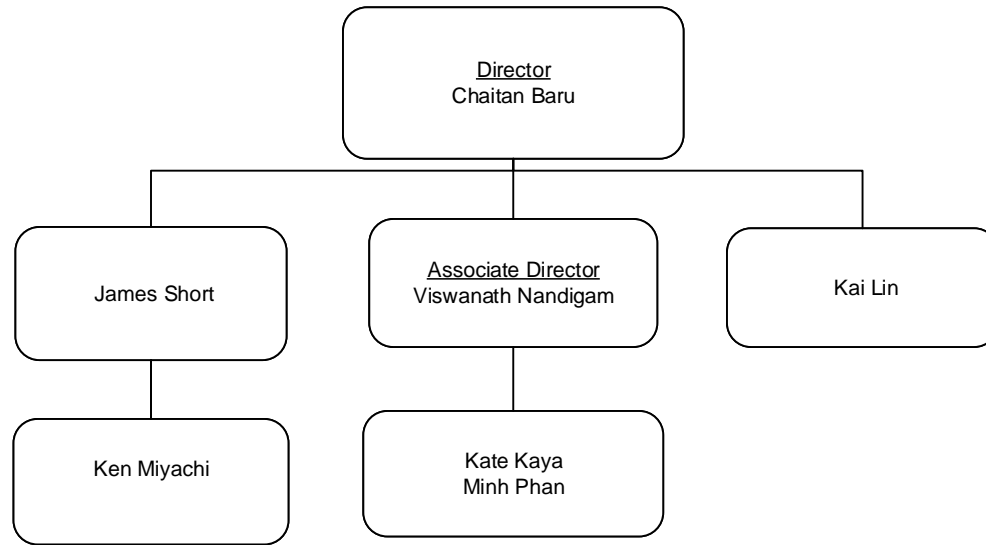 Director
Chaitan Baru
James Short
Associate Director
Viswanath Nandigam
Kai Lin
Ken Miyachi
Kate Kaya
Minh Phan